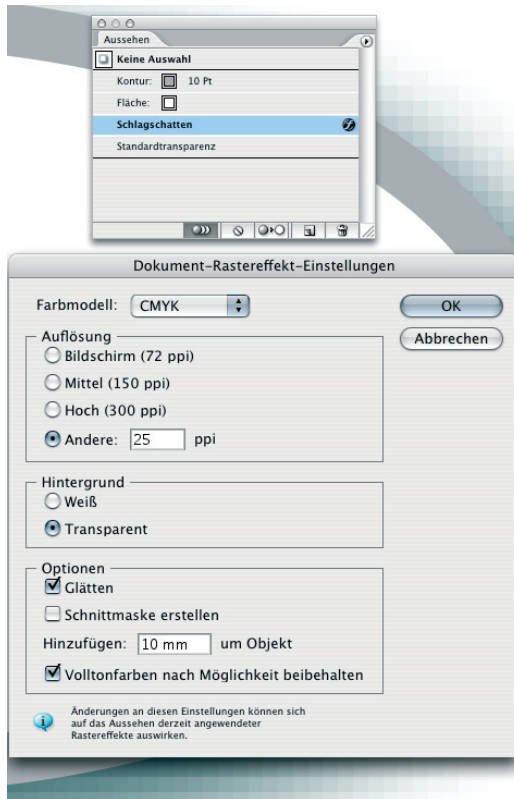 Aussehen
Keine Auswahl
Kontur: 10 Pt
Fläche:
Schlagschatten
Standardtransparenz
Dokument-Rastereffekt-Einstellungen
Farbmodell: CMYK
OK
Abbrechen
Auflösung
Bildschirm (72 ppi)
Mittel (150 ppi)
Hoch (300 ppi)
Andere: 25 ppi
Hintergrund
Weiß
Transparent
Optionen
Glätten
Schnittmaske erstellen
Hinzufügen: 10 mm um Objekt
Volltonfarben nach Möglichkeit beibehalten
Änderungen an diesen Einstellungen können sich
auf das Aussehen derzeit angewendeter
Rastereffekte auswirken.